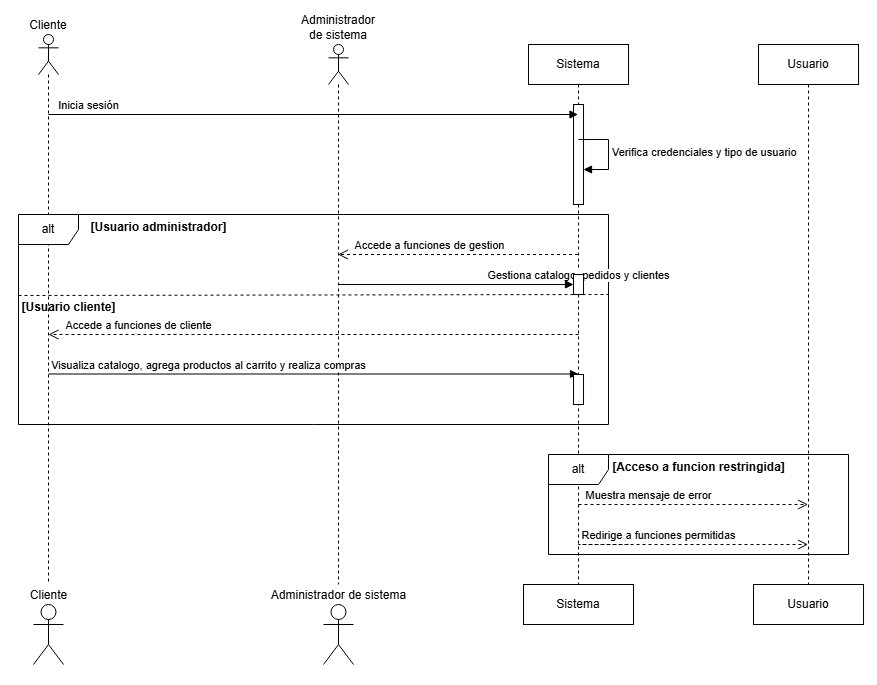 Cliente
Administrador
de sistema
Sistema
Usuario
Inicia sesión
Verifica credenciales y tipo de usuario
alt
[Usuario administrador]
Accede a funciones de gestion
Gestiona catalogo, pedidos y clientes
[Usuario cliente]
Accede a funciones de cliente
Visualiza catalogo, agrega productos al carrito y realiza compras
alt
[Acceso a funcion restringida]
Muestra mensaje de error
Redirige a funciones permitidas
Cliente
Administrador de sistema
Sistema
Usuario